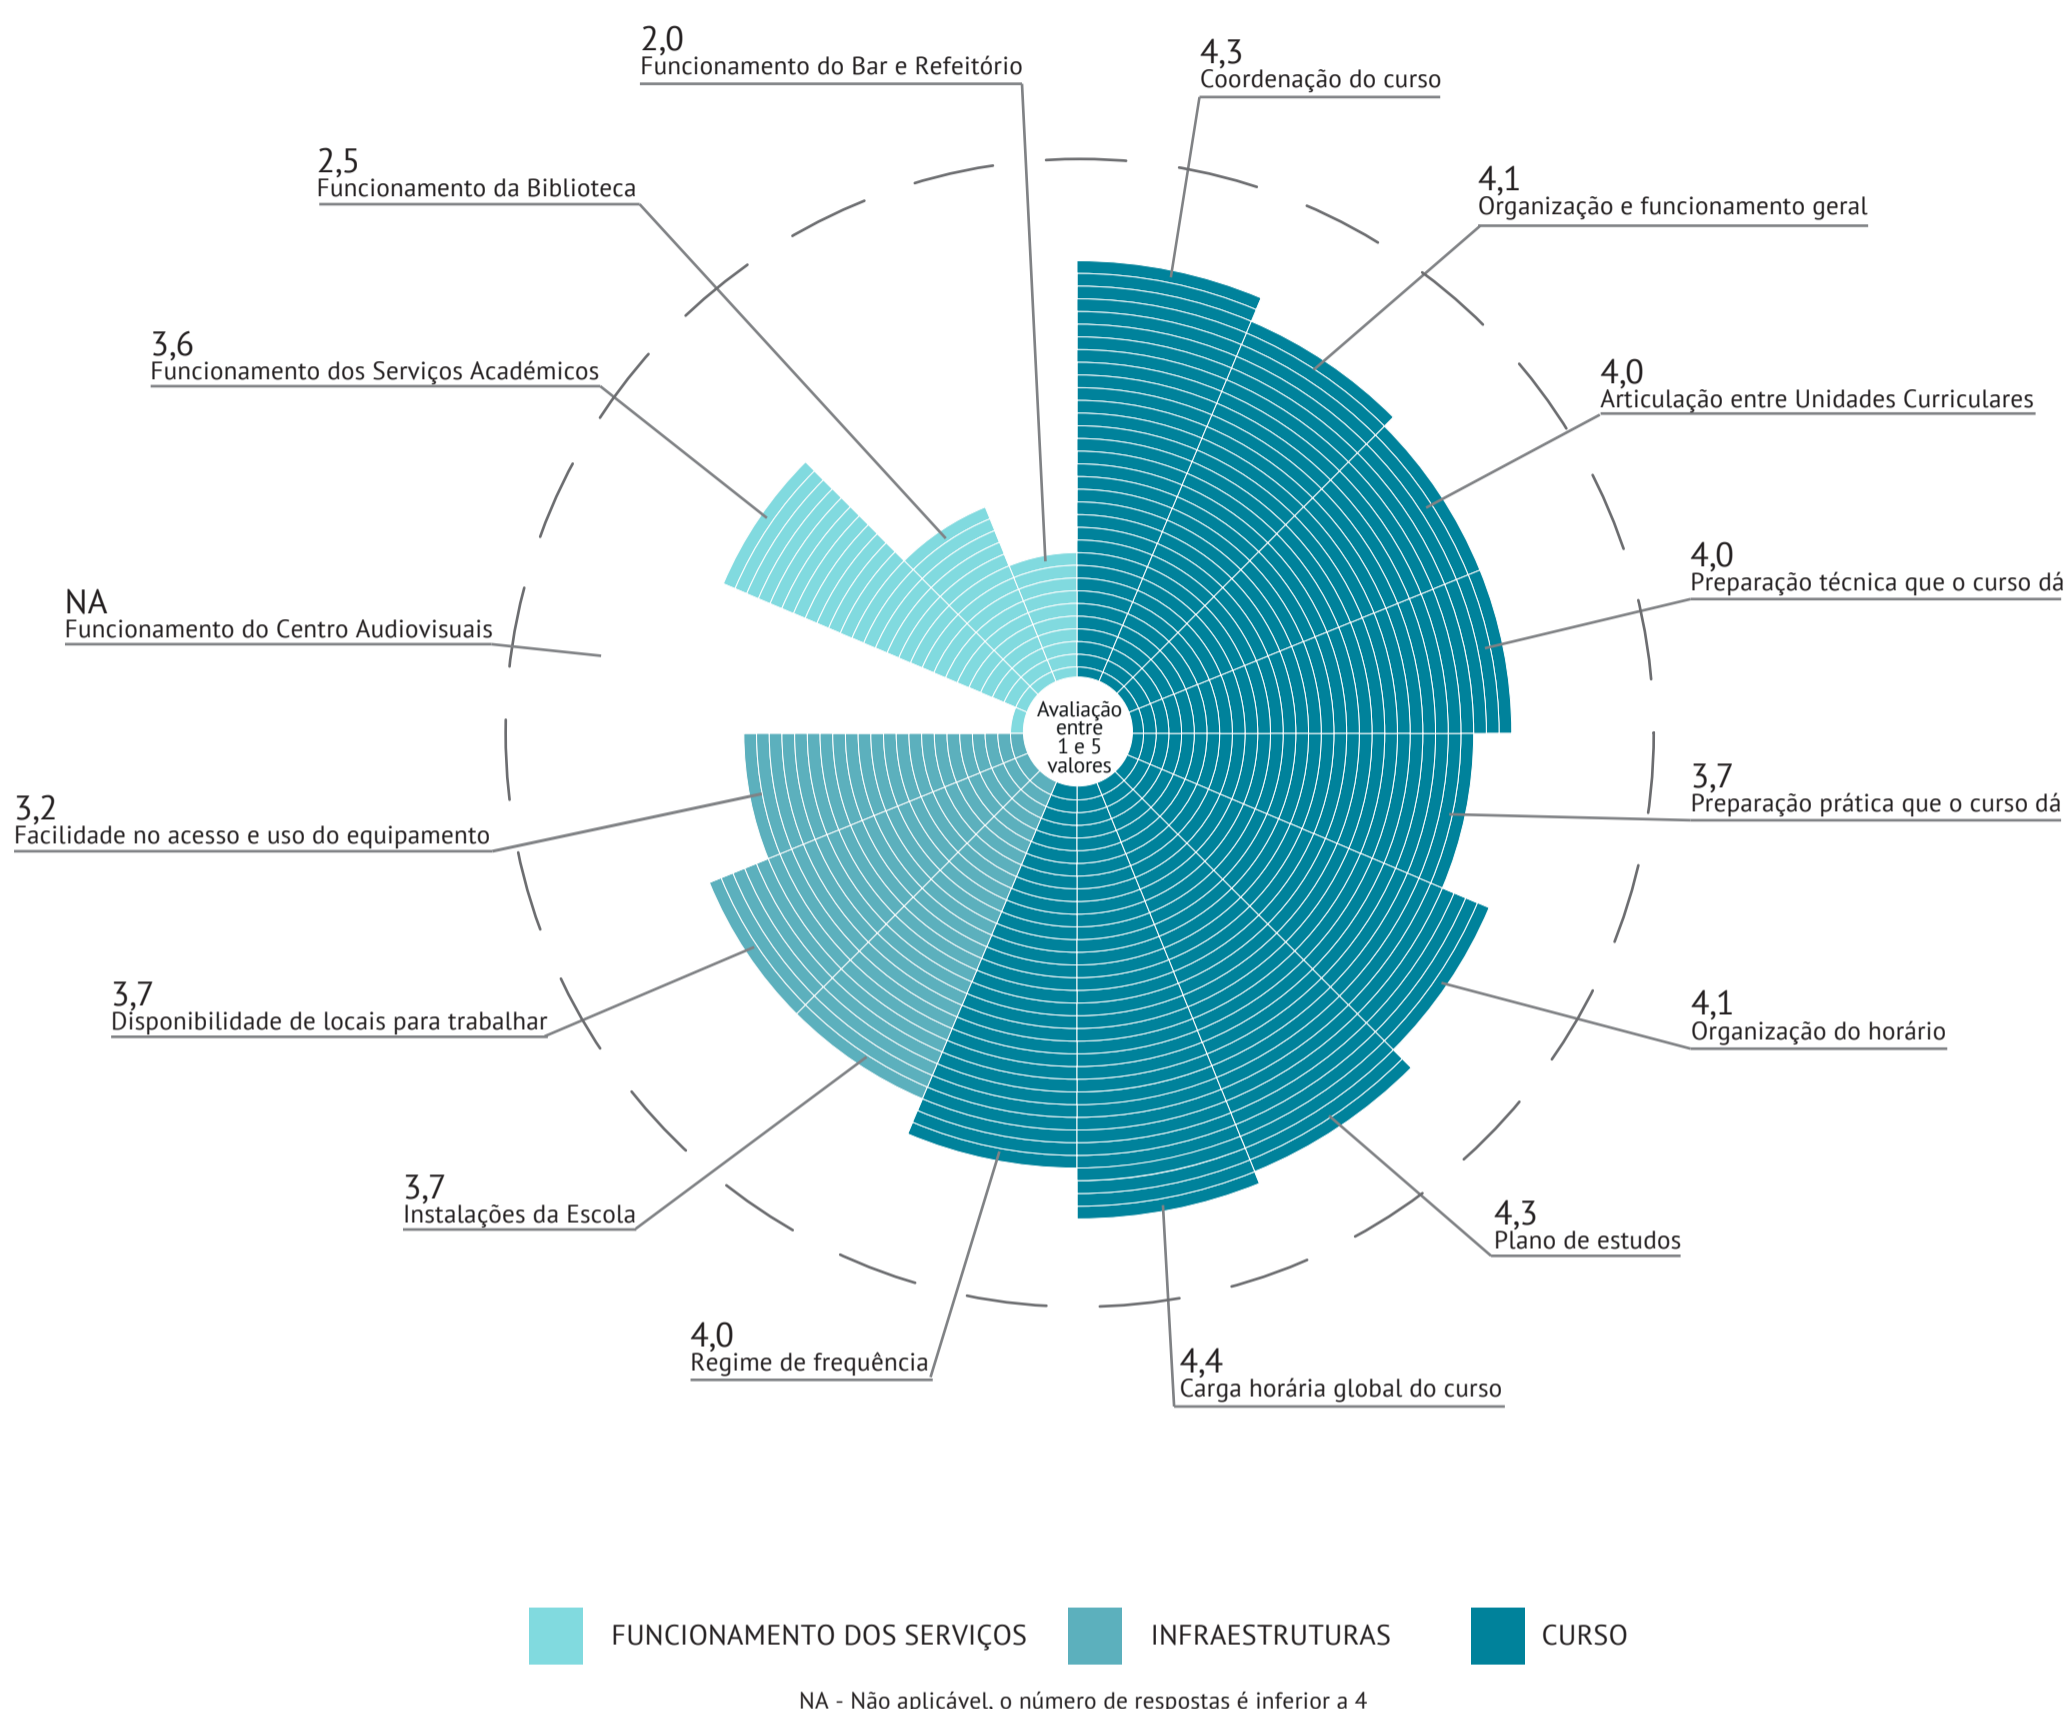 2,0
Funcionamento do Bar e Refeitório
4,3
Coordenação do curso
2,5
Funcionamento da Biblioteca
4,1
Organização e funcionamento geral
3,6
Funcionamento dos Serviços Académicos
4,0
Articulação entre Unidades Curriculares
4,0
Preparação técnica que o curso dá
NA
Funcionamento do Centro Audiovisuais
Avaliação
entre
1 e 5
valores
3,7
Preparação prática que o curso dá
3,2
Facilidade no acesso e uso do equipamento
3,7
Disponibilidade de locais para trabalhar
4,1
Organização do horário
3,7
Instalações da Escola
4,3
Plano de estudos
4,0
Regime de frequência
4,4
Carga horária global do curso
FUNCIONAMENTO DOS SERVIÇOS
INFRAESTRUTURAS
CURSO
NA - Não aplicável, o número de respostas é inferior a 4